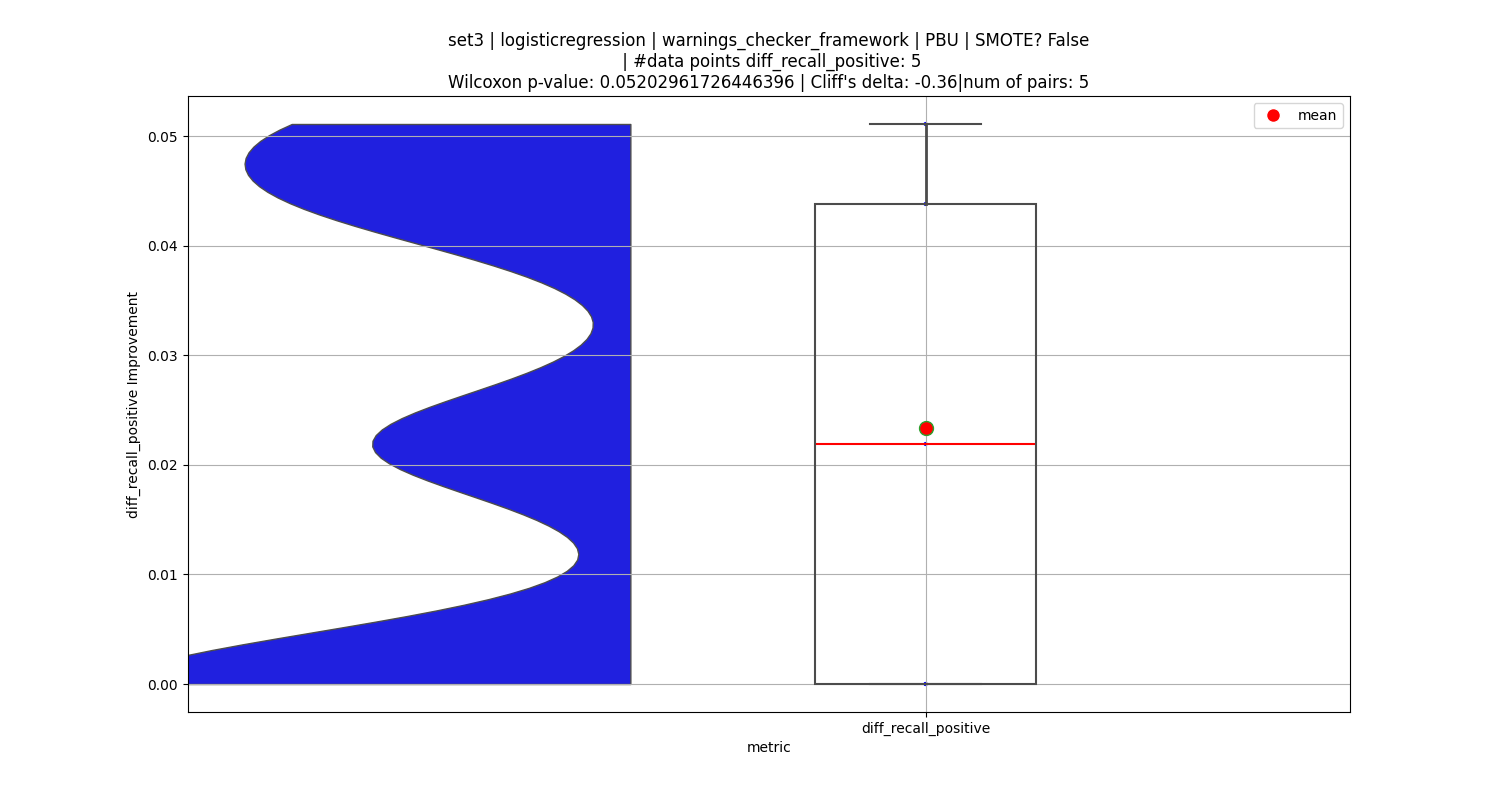 set3 | logisticregression | warnings_checker_framework | PBU | SMOTE? False
| #data points diff_recall_positive: 5
Wilcoxon p-value: 0.05202961726446396 | Cliff's delta: -0.36|num of pairs: 5
mean
0.05
0.04
0.03
0.02
0.01
0.00
diff_recall_positive Improvement
diff_recall_positive
metric